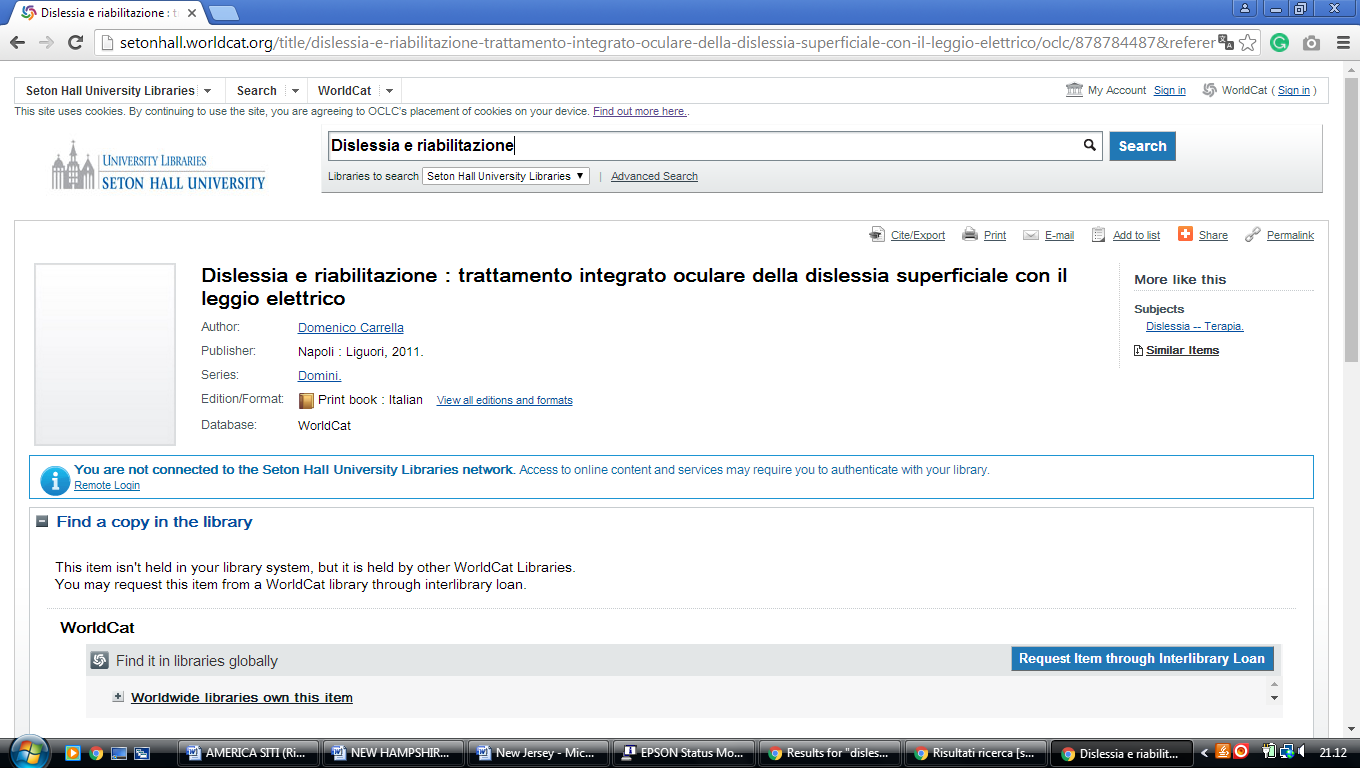 Dislessia e riabilitazione : t
setonhall.worldcat.org/title/dislessia-e-riabilitazione-trattamento-integrato-oculare-della-dislessia-superficiale-con-il-leggio-elettrico/oclc/878784487&referer
Seton Hall University Libraries Search WorldCat My Account Sign in WorldCat ( Sign in )
This site uses cookies. By continuing to use the site, you are agreeing to OCLC's placement of cookies on your device. Find out more here..
UNIVERSITY LIBRARIES
SETON HALL UNIVERSITY
Dislessia e riabilitazione Search
Libraries to search Seton Hall University Libraries | Advanced Search
Cite/Export Print E-mail Add to list Share Permalink
Dislessia e riabilitazione : trattamento integrato oculare della dislessia superficiale con il
leggio elettrico
Author: Domenico Carrella
Publisher: Napoli : Liguori, 2011.
Series: Domini.
Edition/Format: Print book : Italian View all editions and formats
Database: WorldCat
More like this
Subjects
Dislessia -- Terapia.
Similar Items
You are not connected to the Seton Hall University Libraries network. Access to online content and services may require you to authenticate with your library.
Remote Login
Find a copy in the library
This item isn't held in your library system, but it is held by other WorldCat Libraries.
You may request this item from a WorldCat library through interlibrary loan.
WorldCat
Find it in libraries globally Request Item through Interlibrary Loan
Worldwide libraries own this item
AMERICA SITI (Ri... NEW HAMPSHIR... New Jersey - Mic... EPSON Status Mo... Results for "disles... Risultati ricerca [s... Dislessia e riabilit... 21.12